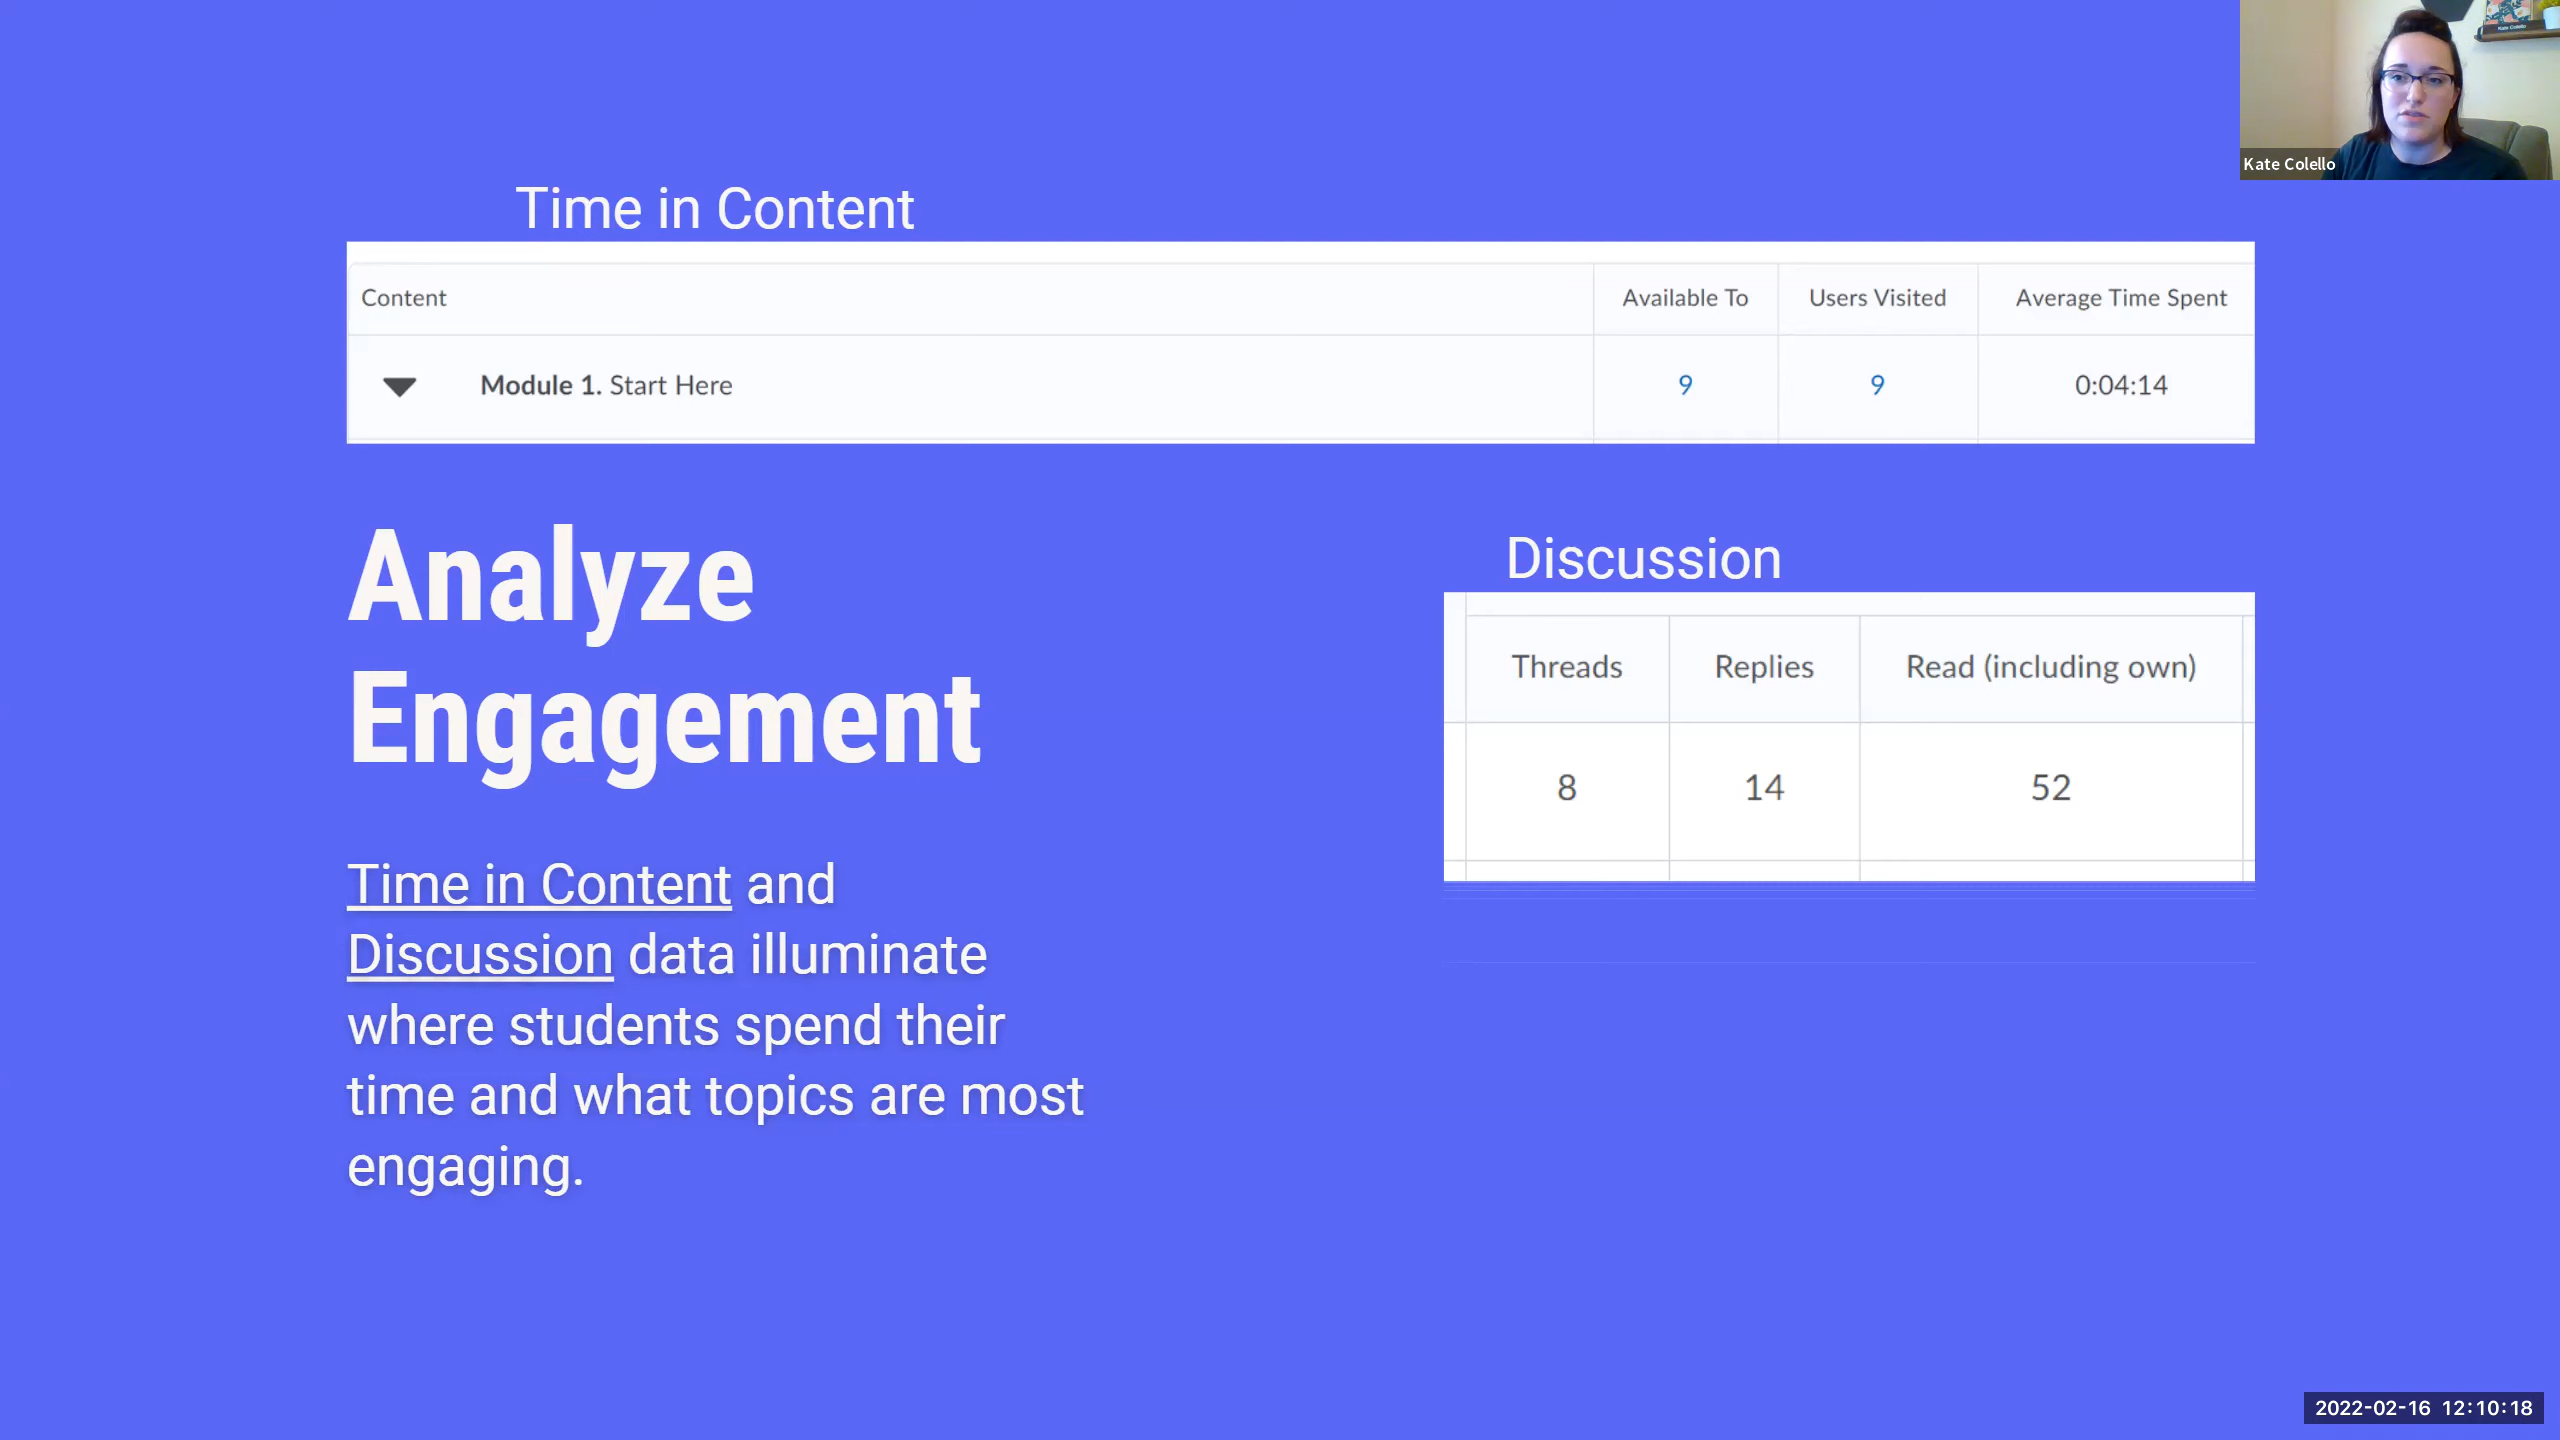 Kate Colello
Time in Content
Content Available To Users Visited Average Time Spent
Module 1. Start Here 9 9 0:04:14
Analyze
Engagement
Time in Content and
Discussion data illuminate
where students spend their
time and what topics are most
engaging.
Discussion
Threads Replies Read (including own)
8 14 52
2022-02-16 12:10:18